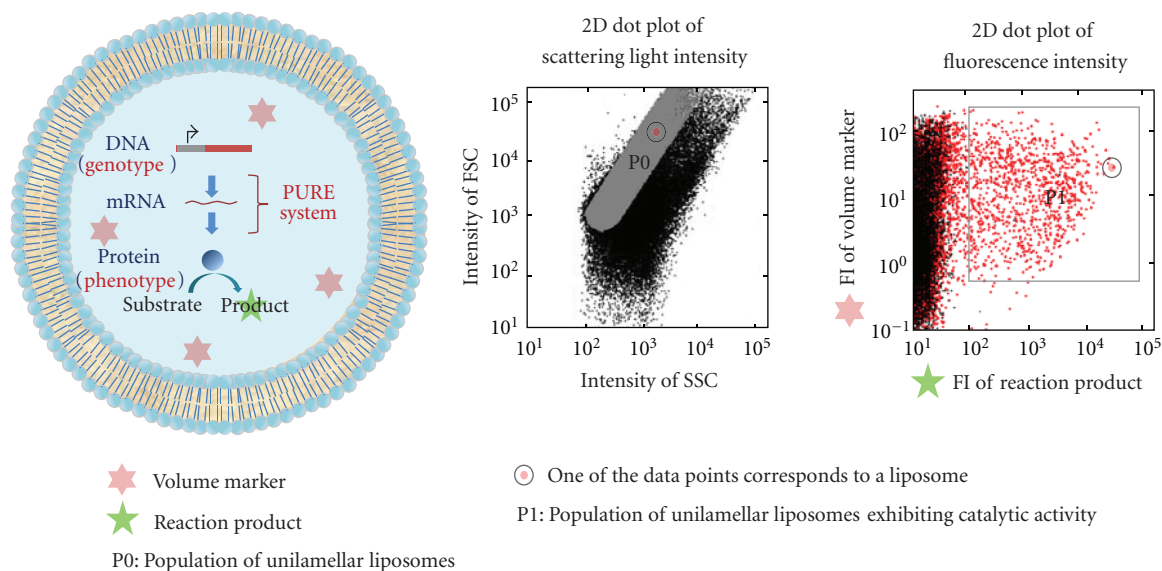 DNA
(genotype)
mRNA
PURE
system
Protein
(phenotype)
Substrate
Product
2D dot plot of
scattering light intensity
Intensity of FSC
10^5
10^4
10^3
10^2
10^1
P0
10^1 10^2 10^3 10^4 10^5
Intensity of SSC
2D dot plot of
fluorescence intensity
FI of volume marker
10^2
10^1
10^0
10^−1
P1
10^1 10^2 10^3 10^4 10^5
FI of reaction product
Volume marker
Reaction product
P0: Population of unilamellar liposomes
One of the data points corresponds to a liposome
P1: Population of unilamellar liposomes exhibiting catalytic activity